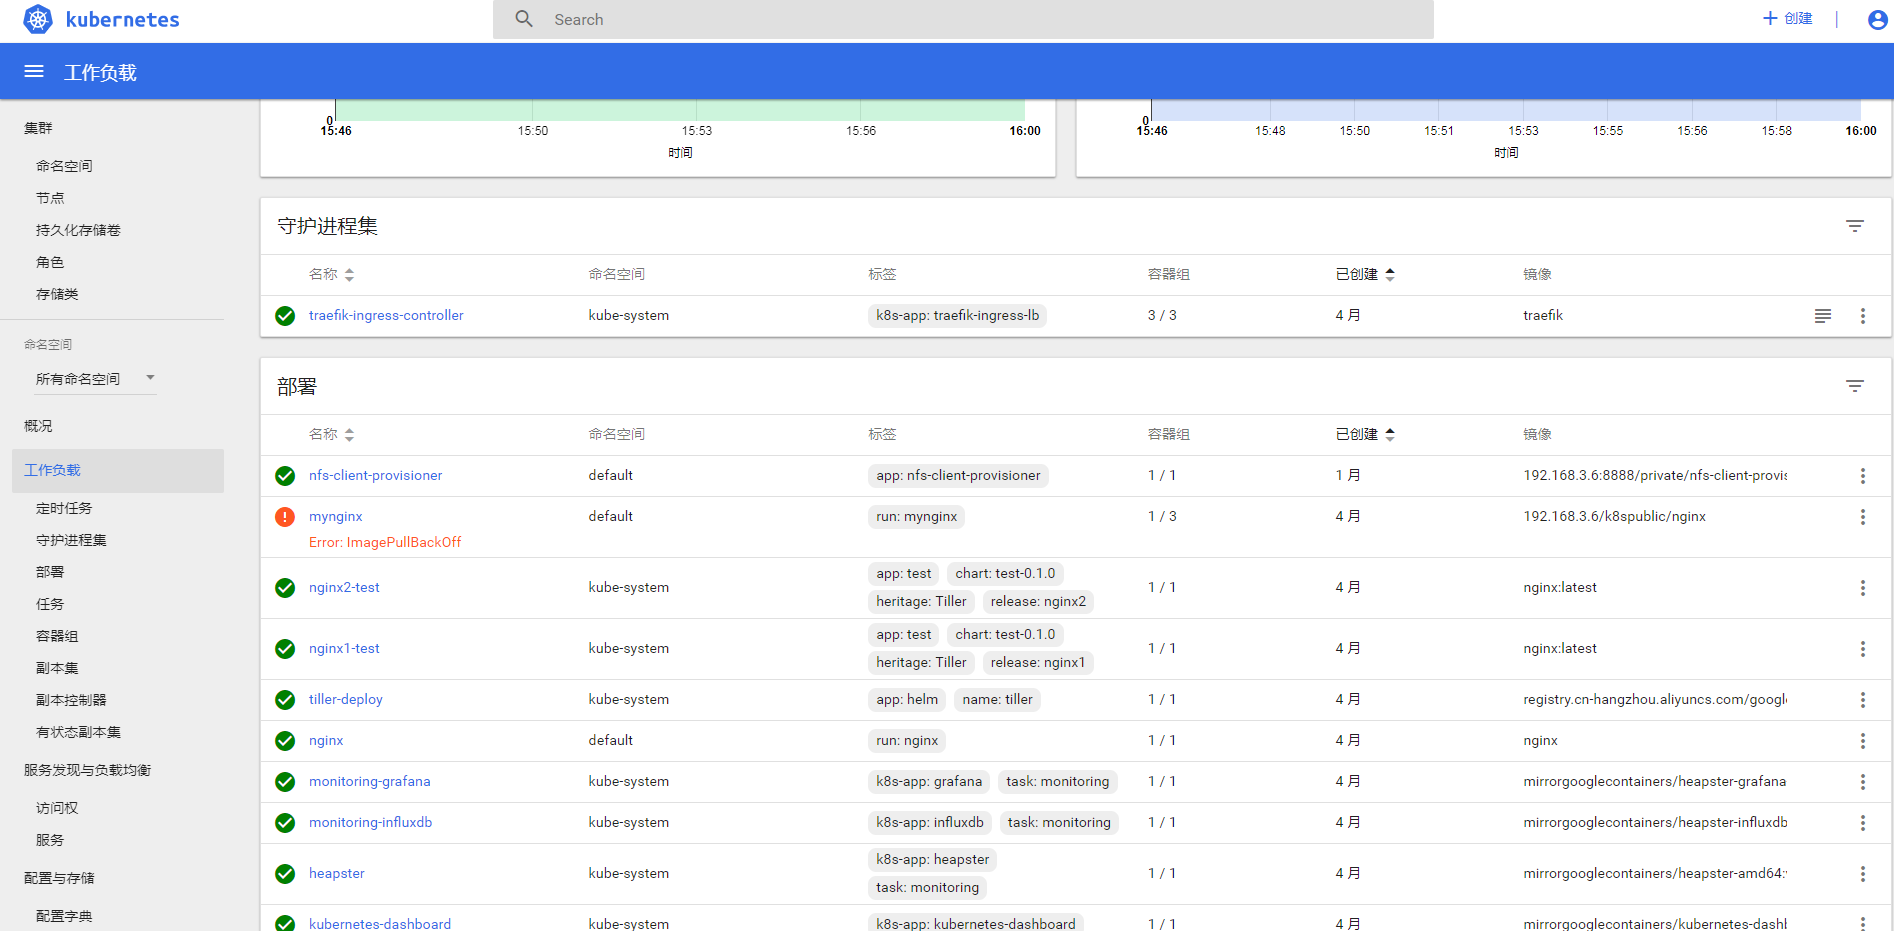 kubernetes
Search
+ 创建
工作负载
集群
命名空间
节点
持久化存储卷
角色
存储类
命名空间
所有命名空间
概况
工作负载
定时任务
守护进程集
部署
任务
容器组
副本集
副本控制器
有状态副本集
服务发现与负载均衡
访问权
服务
配置与存储
配置字典
0
15:46 15:50 15:53 15:56 16:00
时间
0
15:46 15:48 15:50 15:51 15:53 15:55 15:56 15:58 16:00
时间
守护进程集
名称 命名空间 标签 容器组 已创建 镜像
traefik-ingress-controller kube-system k8s-app: traefik-ingress-lb 3 / 3 4 月 traefik
部署
名称 命名空间 标签 容器组 已创建 镜像
nfs-client-provisioner default app: nfs-client-provisioner 1 / 1 1 月 192.168.3.6:8888/private/nfs-client-provis
mynginx default run: mynginx 1 / 3 4 月 192.168.3.6/k8spublic/nginx
Error: ImagePullBackOff
app: test chart: test-0.1.0
nginx2-test kube-system 1 / 1 4 月 nginx:latest
heritage: Tiller release: nginx2
app: test chart: test-0.1.0
nginx1-test kube-system 1 / 1 4 月 nginx:latest
heritage: Tiller release: nginx1
tiller-deploy kube-system app: helm name: tiller 1 / 1 4 月 registry.cn-hangzhou.aliyuncs.com/googl
nginx default run: nginx 1 / 1 4 月 nginx
monitoring-grafana kube-system k8s-app: grafana task: monitoring 1 / 1 4 月 mirrorgooglecontainers/heapster-grafana
monitoring-influxdb kube-system k8s-app: influxdb task: monitoring 1 / 1 4 月 mirrorgooglecontainers/heapster-influxdb
k8s-app: heapster
heapster kube-system 1 / 1 4 月 mirrorgooglecontainers/heapster-amd64:
task: monitoring
kubernetes-dashboard kube-system k8s-app: kubernetes-dashboard 1 / 1 4 月 mirrorgooglecontainers/kubernetes-dashb